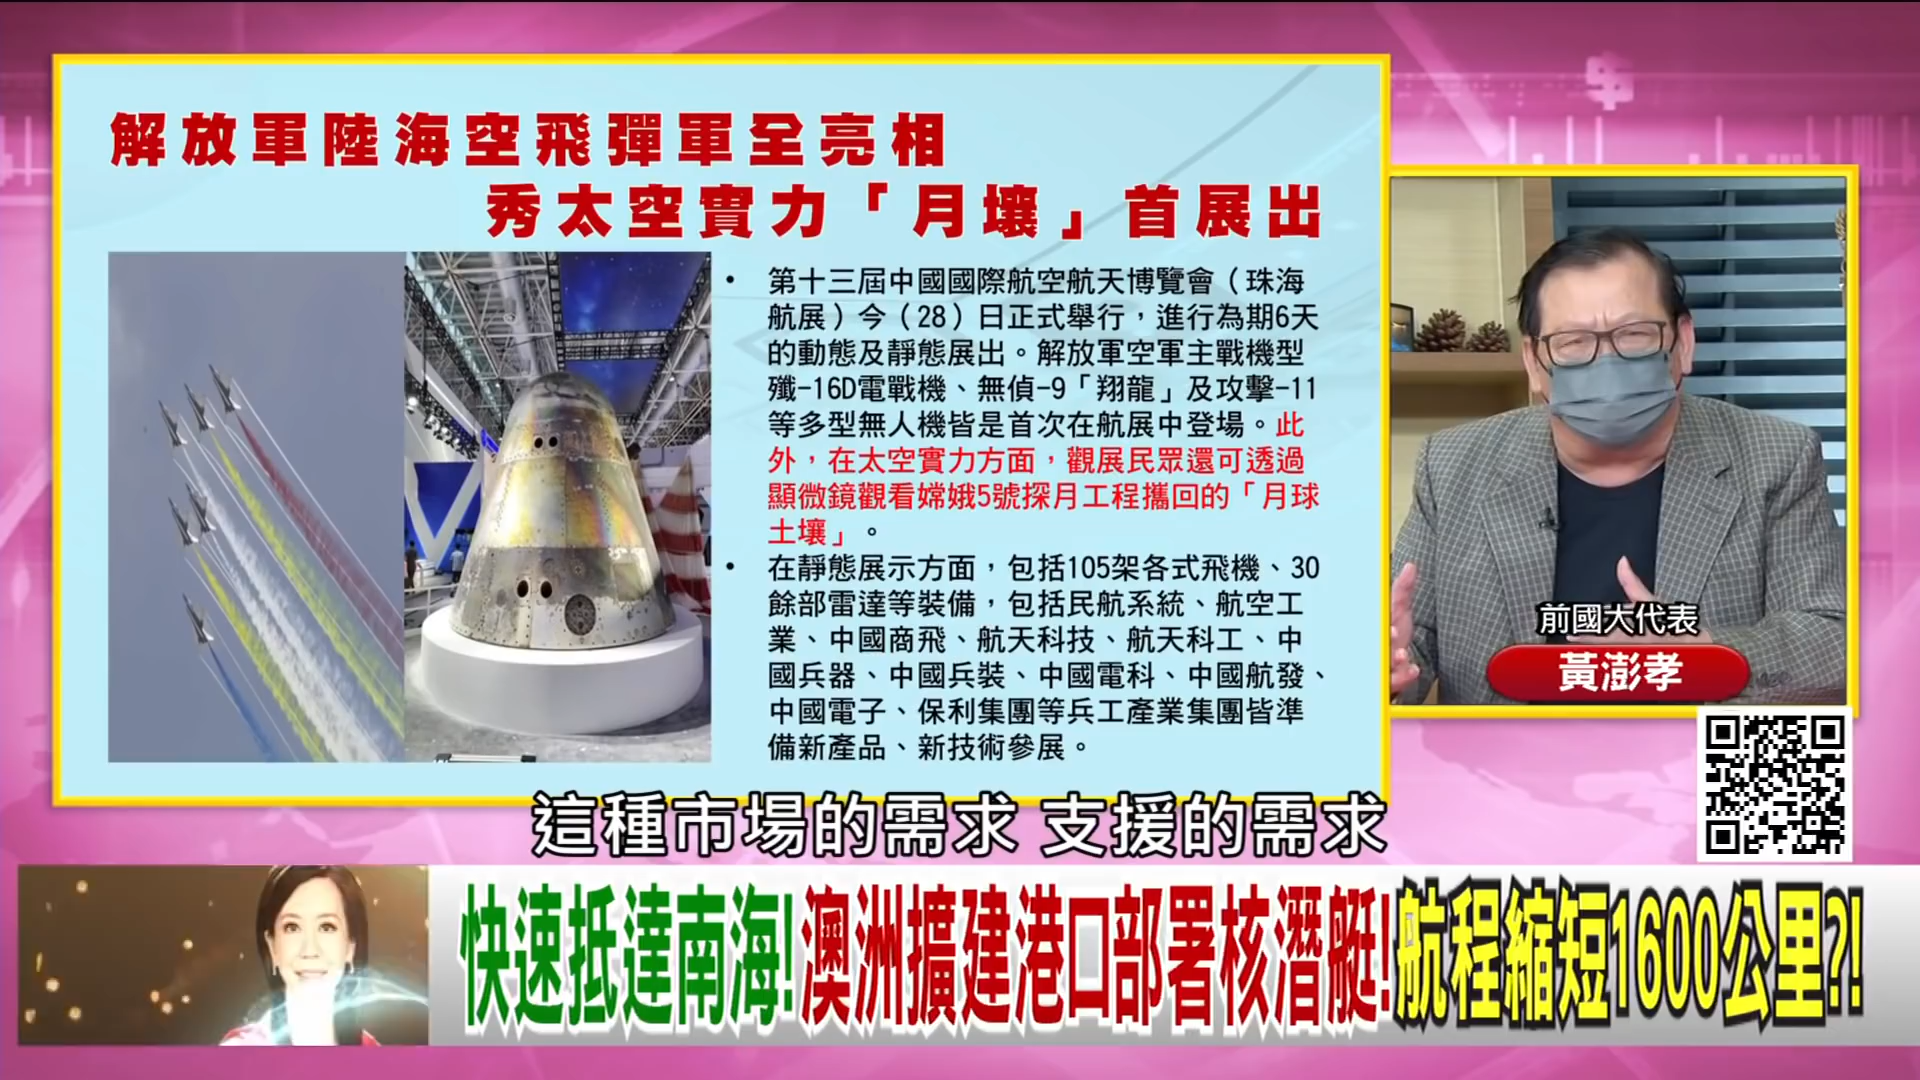 解放軍陸海空飛彈軍全亮相
秀太空實力「月壤」首展出
• 第十三屆中國國際航空航天博覽會（珠海
航展）今（28）日正式舉行，進行為期6天
的動態及靜態展出。解放軍空軍主戰機型
殲-16D電戰機、無偵-9「翔龍」及攻擊-11
等多型無人機皆是首次在航展中登場。此
外，在太空實力方面，觀展民眾還可透過
顯微鏡觀看嫦娥5號探月工程攜回的「月球
土壤」。
• 在靜態展示方面，包括105架各式飛機、30
餘部雷達等裝備，包括民航系統、航空工
業、中國商飛、航天科技、航天科工、中
國兵器、中國兵裝、中國電科、中國航發、
中國電子、保利集團等兵工產業集團皆準
備新產品、新技術參展。
前國大代表
黃澎孝
這種市場的需求 支援的需求
快速抵達南海!澳洲擴建港口部署核潛艇!航程縮短1600公里?!